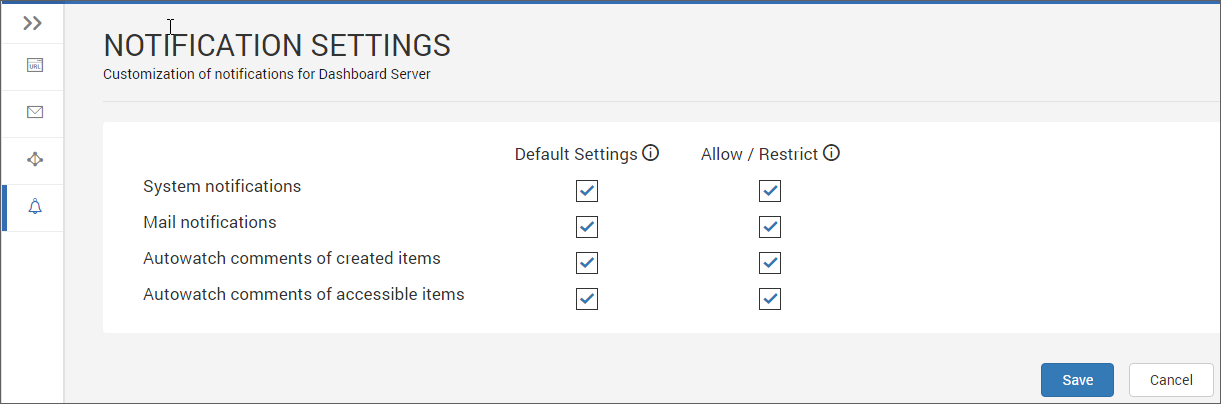 NOTIFICATION SETTINGS
Customization of notifications for Dashboard Server
URL
Default Settings Allow / Restrict
System notifications
Mail notifications
Autowatch comments of created items
Autowatch comments of accessible items
Save Cancel